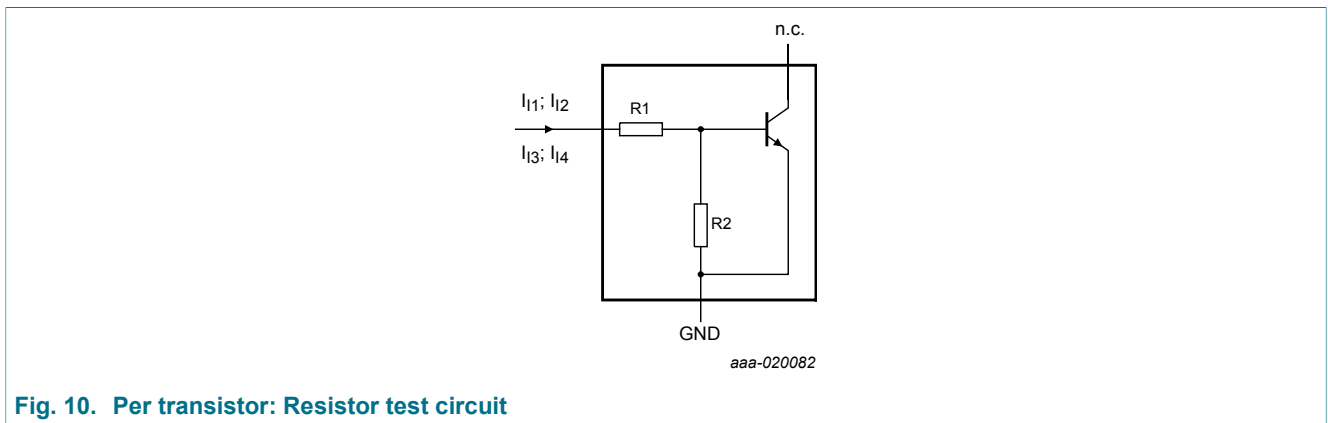 n.c.
I_I1; I_I2
R1
I_I3; I_I4
R2
GND
aaa-020082
Fig. 10. Per transistor: Resistor test circuit